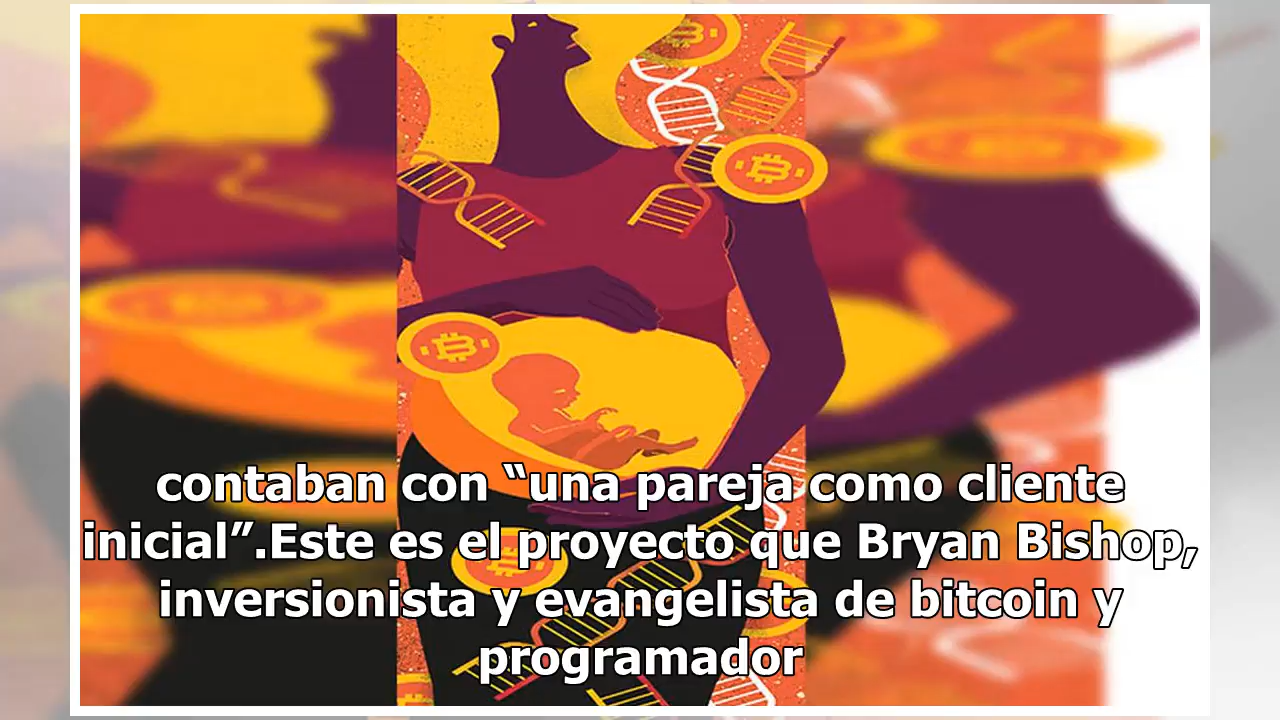 contaban con “una pareja como cliente
inicial”.Este es el proyecto que Bryan Bishop,
inversionista y evangelista de bitcoin y
programador